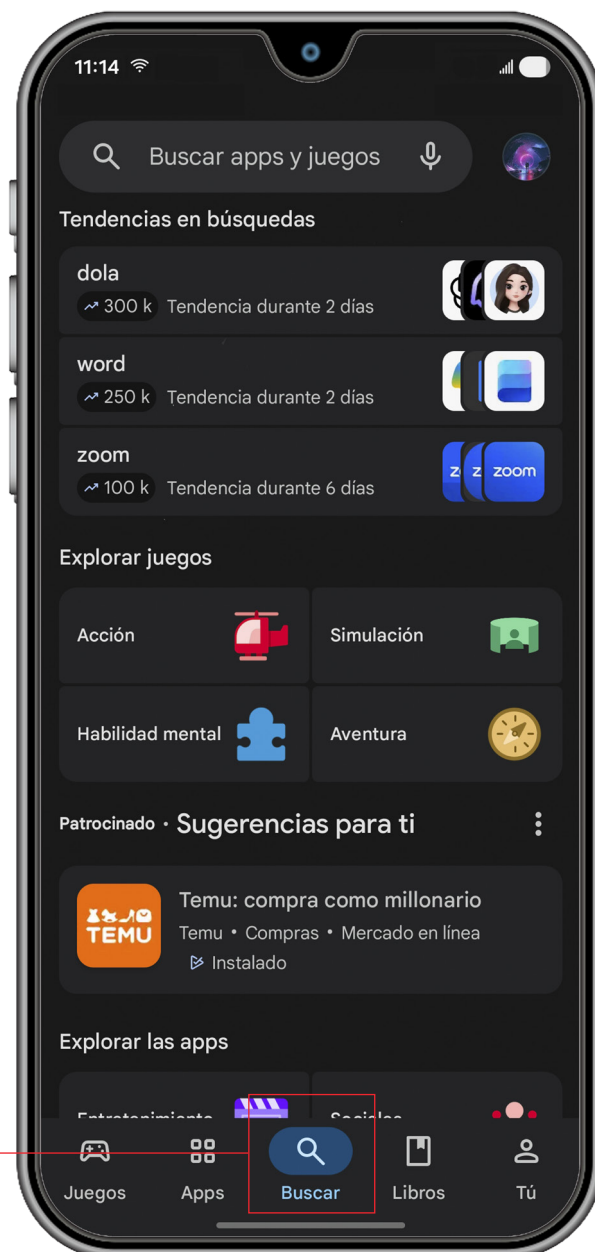 11:14
Buscar apps y juegos
Tendencias en búsquedas
dola
300 k Tendencia durante 2 días
word
250 k Tendencia durante 2 días
zoom
100 k Tendencia durante 6 días
zoom
Explorar juegos
Acción
Simulación
Habilidad mental
Aventura
Patrocinado · Sugerencias para ti
Temu: compra como millonario
TEMU
Temu • Compras • Mercado en línea
Instalado
Explorar las apps
Entretenimiento
Sociales
Juegos
Apps
Buscar
Libros
Tú